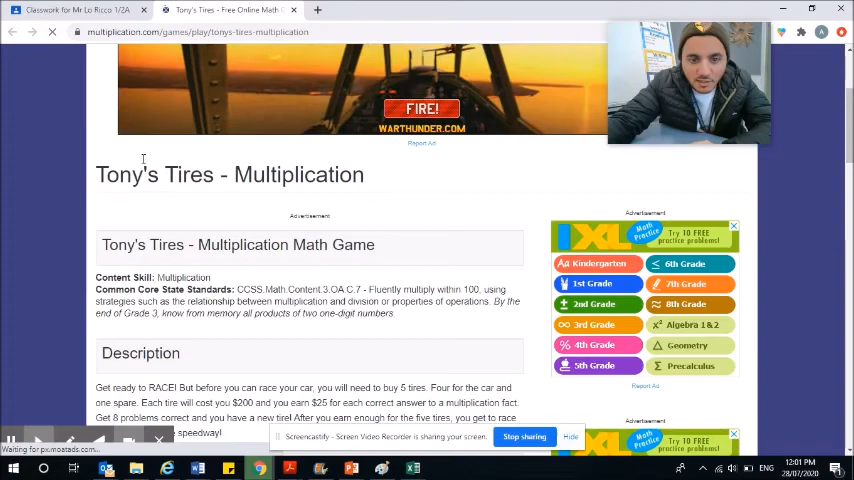 Classwork for Mr Lo Ricco 1/2A
Tony's Tires - Free Online Math G
multiplication.com/games/play/tonys-tires-multiplication
FIRE!
WARTHUNDER.COM
Report Ad
Tony's Tires - Multiplication
Advertisement
Advertisement
Tony's Tires - Multiplication Math Game
IXL Math Practice Try 10 FREE practice problems!
Kindergarten 6th Grade
1st Grade 7th Grade
2nd Grade 8th Grade
3rd Grade Algebra 1&2
4th Grade Geometry
5th Grade Precalculus
Report Ad
Content Skill: Multiplication
Common Core State Standards: CCSS.Math.Content.3.OA.C.7 - Fluently multiply within 100, using
strategies such as the relationship between multiplication and division or properties of operations. By the
end of Grade 3, know from memory all products of two one-digit numbers.
Description
Get ready to RACE! But before you can race your car, you will need to buy 5 tires. Four for the car and
one spare. Each tire will cost you $200 and you earn $25 for each correct answer to a multiplication fact.
Get 8 problems correct and you have a new tire! After you earn enough for the five tires, you get to race
speedway!
Advertisement
Math Try 10 FREE
Screencastify - Screen Video Recorder is sharing your screen.
Stop sharing
Hide
Waiting for px.moatads.com...
ENG
12:01 PM
28/07/2020